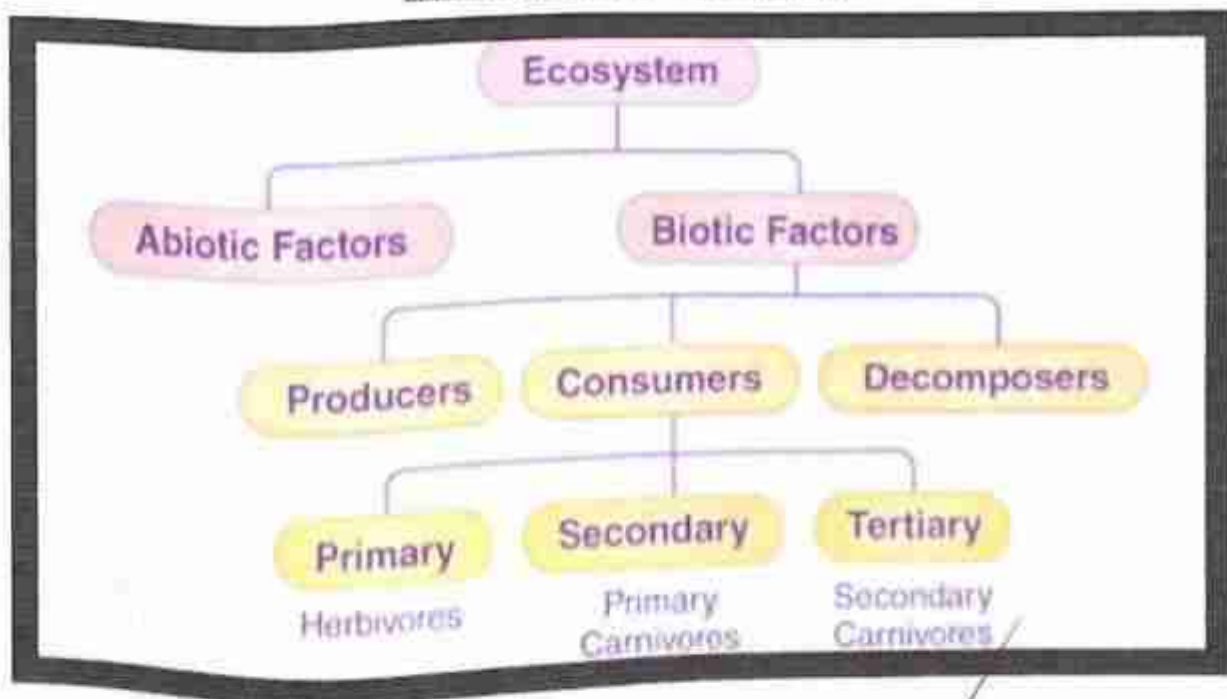 Ecosystem
Abiotic Factors
Biotic Factors
Producers
Consumers
Decomposers
Primary
Secondary
Tertiary
Herbivores
Primary
Carnivores
Secondary
Carnivores